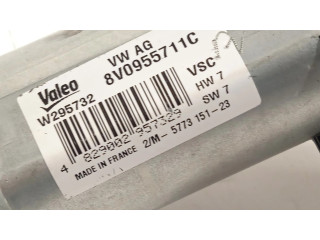 Valeo
VW AG
8V0955711C
W295732
VSC
HW 7
SW 7
4 829002 957329
MADE IN FRANCE 2/M- 5773 151-23